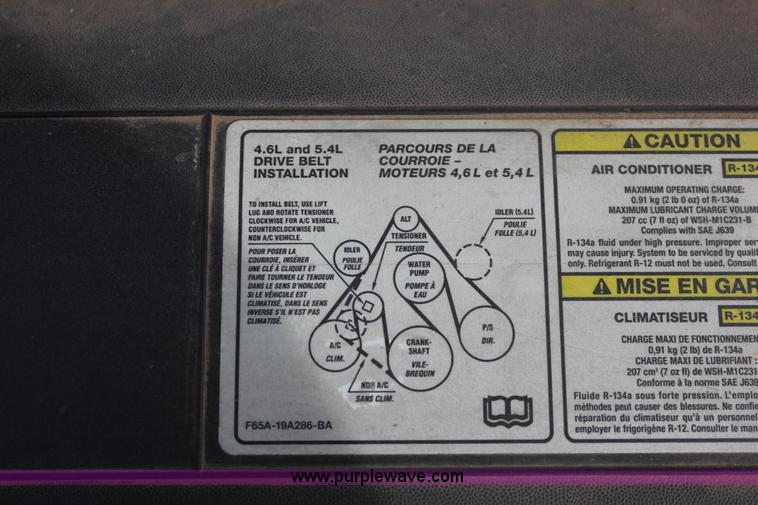 4.6L and 5.4L
DRIVE BELT
INSTALLATION
PARCOURS DE LA
COURROIE –
MOTEURS 4,6 L et 5,4 L
TO INSTALL BELT, USE LIFT
LUG AND ROTATE TENSIONER
CLOCKWISE FOR A/C VEHICLE,
COUNTERCLOCKWISE FOR
NON A/C VEHICLE.
POUR POSER LA
COURROIE, INSÉRER
UNE CLÉ À CLIQUET ET
FAIRE TOURNER LE TENDEUR
DANS LE SENS D'HORLOGE
SI LE VÉHICULE EST
CLIMATISÉ, DANS LE SENS
INVERSE S'IL N'EST PAS
CLIMATISÉ.
ALT
TENSIONER
TENDEUR
IDLER (5.4L)
POULIE
FOLLE (5,4 L)
IDLER
POULIE
FOLLE
WATER
PUMP
POMPE À
EAU
A/C
CLIM.
CRANK-
SHAFT
VILE-
BREQUIN
P/S
DIR.
NON A/C
SANS CLIM.
F65A-19A286-BA
CAUTION
AIR CONDITIONER R-134
MAXIMUM OPERATING CHARGE:
0.91 kg (2 lb 0 oz) of R-134a
MAXIMUM LUBRICANT CHARGE VOLUM
207 cc (7 fl oz) of WSH-M1C231-B
Complies with SAE J639
R-134a fluid under high pressure. Improper serv
may cause injury. System to be serviced by qualif
only. Refrigerant R-12 must not be used. Consult
MISE EN GAR
CLIMATISEUR R-134
CHARGE MAXI DE FONCTIONNEMEN
0,91 kg (2 lb) de R-134a
CHARGE MAXI DE LUBRIFIANT :
207 cm³ (7 oz fl) de WSH-M1C231
Conforme à la norme SAE J639
Fluide R-134a sous forte pression. L'emplo
méthodes peut causer des blessures. Ne confie
réparation du climatiseur qu'à un personnel
employer le frigorigène R-12. Consulter le man
www.purplewave.com